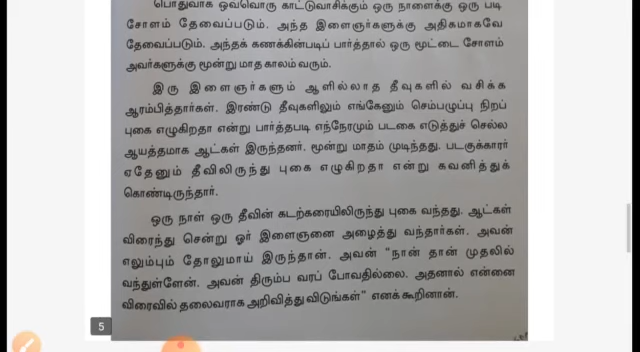 பொதுவாக ஒவ்வொரு காட்டுவாசிக்கும் ஒரு நாளைக்கு ஒரு படி
சோளம் தேவைப்படும். அந்த இளைஞர்களுக்கு அதிகமாகவே
தேவைப்படும். அந்தக் கணக்கின்படிப் பார்த்தால் ஒரு மூட்டை சோளம்
அவர்களுக்கு மூன்று மாத காலம் வரும்.
இரு இளைஞர்களும் ஆளில்லாத தீவுகளில் வசிக்க
ஆரம்பித்தார்கள். இரண்டு தீவுகளிலும் எங்கேனும் செம்பழுப்பு நிறப்
புகை எழுகிறதா என்று பார்த்தபடி எந்நேரமும் படகை எடுத்துச் செல்ல
ஆயத்தமாக ஆட்கள் இருந்தனர். மூன்று மாதம் முடிந்தது. படகுக்காரர்
ஏதேனும் தீவிலிருந்து புகை எழுகிறதா என்று கவனித்துக்
கொண்டிருந்தார்.
ஒரு நாள் ஒரு தீவின் கடற்கரையிலிருந்து புகை வந்தது. ஆட்கள்
விரைந்து சென்று ஓர் இளைஞனை அழைத்து வந்தார்கள். அவன்
எலும்பும் தோலுமாய் இருந்தான். அவன் "நான் தான் முதலில்
வந்துள்ளேன். அவன் திரும்ப வரப் போவதில்லை. அதனால் என்னை
விரைவில் தலைவராக அறிவித்து விடுங்கள்" எனக் கூறினான்.
5